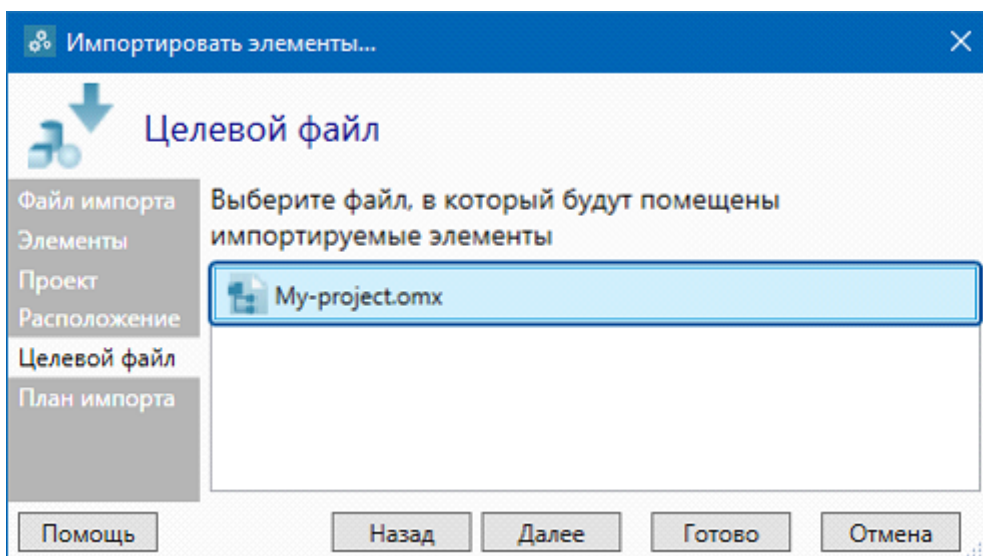 Импортировать элементы...
Целевой файл
Файл импорта
Элементы
Проект
Расположение
Целевой файл
План импорта
Выберите файл, в который будут помещены
импортируемые элементы
My-project.omx
Помощь
Назад
Далее
Готово
Отмена